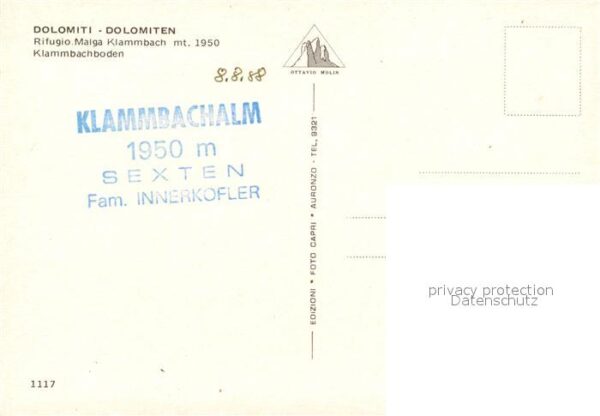 DOLOMITI - DOLOMITEN
Rifugio Malga Klammbach mt. 1950
Klammbachboden
8.8.88
OTTAVIO MOLIN
KLAMMBACHALM
1950 m
SEXTEN
Fam. INNERKOFLER
EDIZIONI * FOTO CAPRI * AURONZO - TEL. 9321
privacy protection
Datenschutz
1117